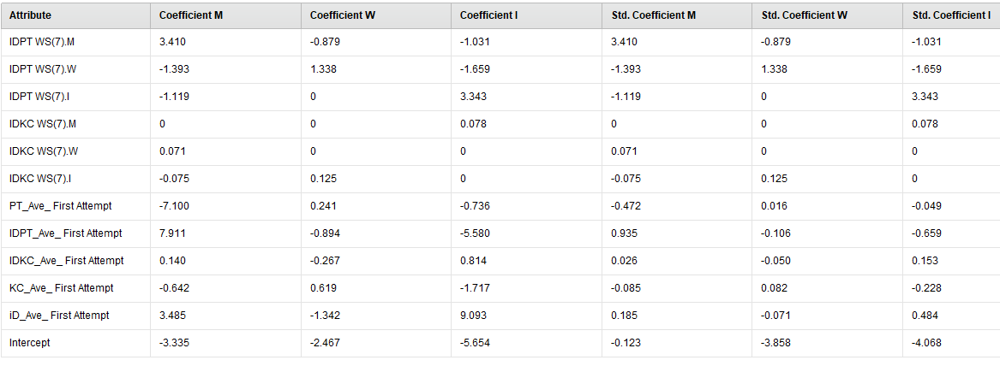 Attribute Coefficient M Coefficient W Coefficient I Std. Coefficient M Std. Coefficient W Std. Coefficient I
IDPT WS(7).M 3.410 -0.879 -1.031 3.410 -0.879 -1.031
IDPT WS(7).W -1.393 1.338 -1.659 -1.393 1.338 -1.659
IDPT WS(7).I -1.119 0 3.343 -1.119 0 3.343
IDKC WS(7).M 0 0 0.078 0 0 0.078
IDKC WS(7).W 0.071 0 0 0.071 0 0
IDKC WS(7).I -0.075 0.125 0 -0.075 0.125 0
PT_Ave_ First Attempt -7.100 0.241 -0.736 -0.472 0.016 -0.049
IDPT_Ave_ First Attempt 7.911 -0.894 -5.580 0.935 -0.106 -0.659
IDKC_Ave_ First Attempt 0.140 -0.267 0.814 0.026 -0.050 0.153
KC_Ave_ First Attempt -0.642 0.619 -1.717 -0.085 0.082 -0.228
iD_Ave_ First Attempt 3.485 -1.342 9.093 0.185 -0.071 0.484
Intercept -3.335 -2.467 -5.654 -0.123 -3.858 -4.068